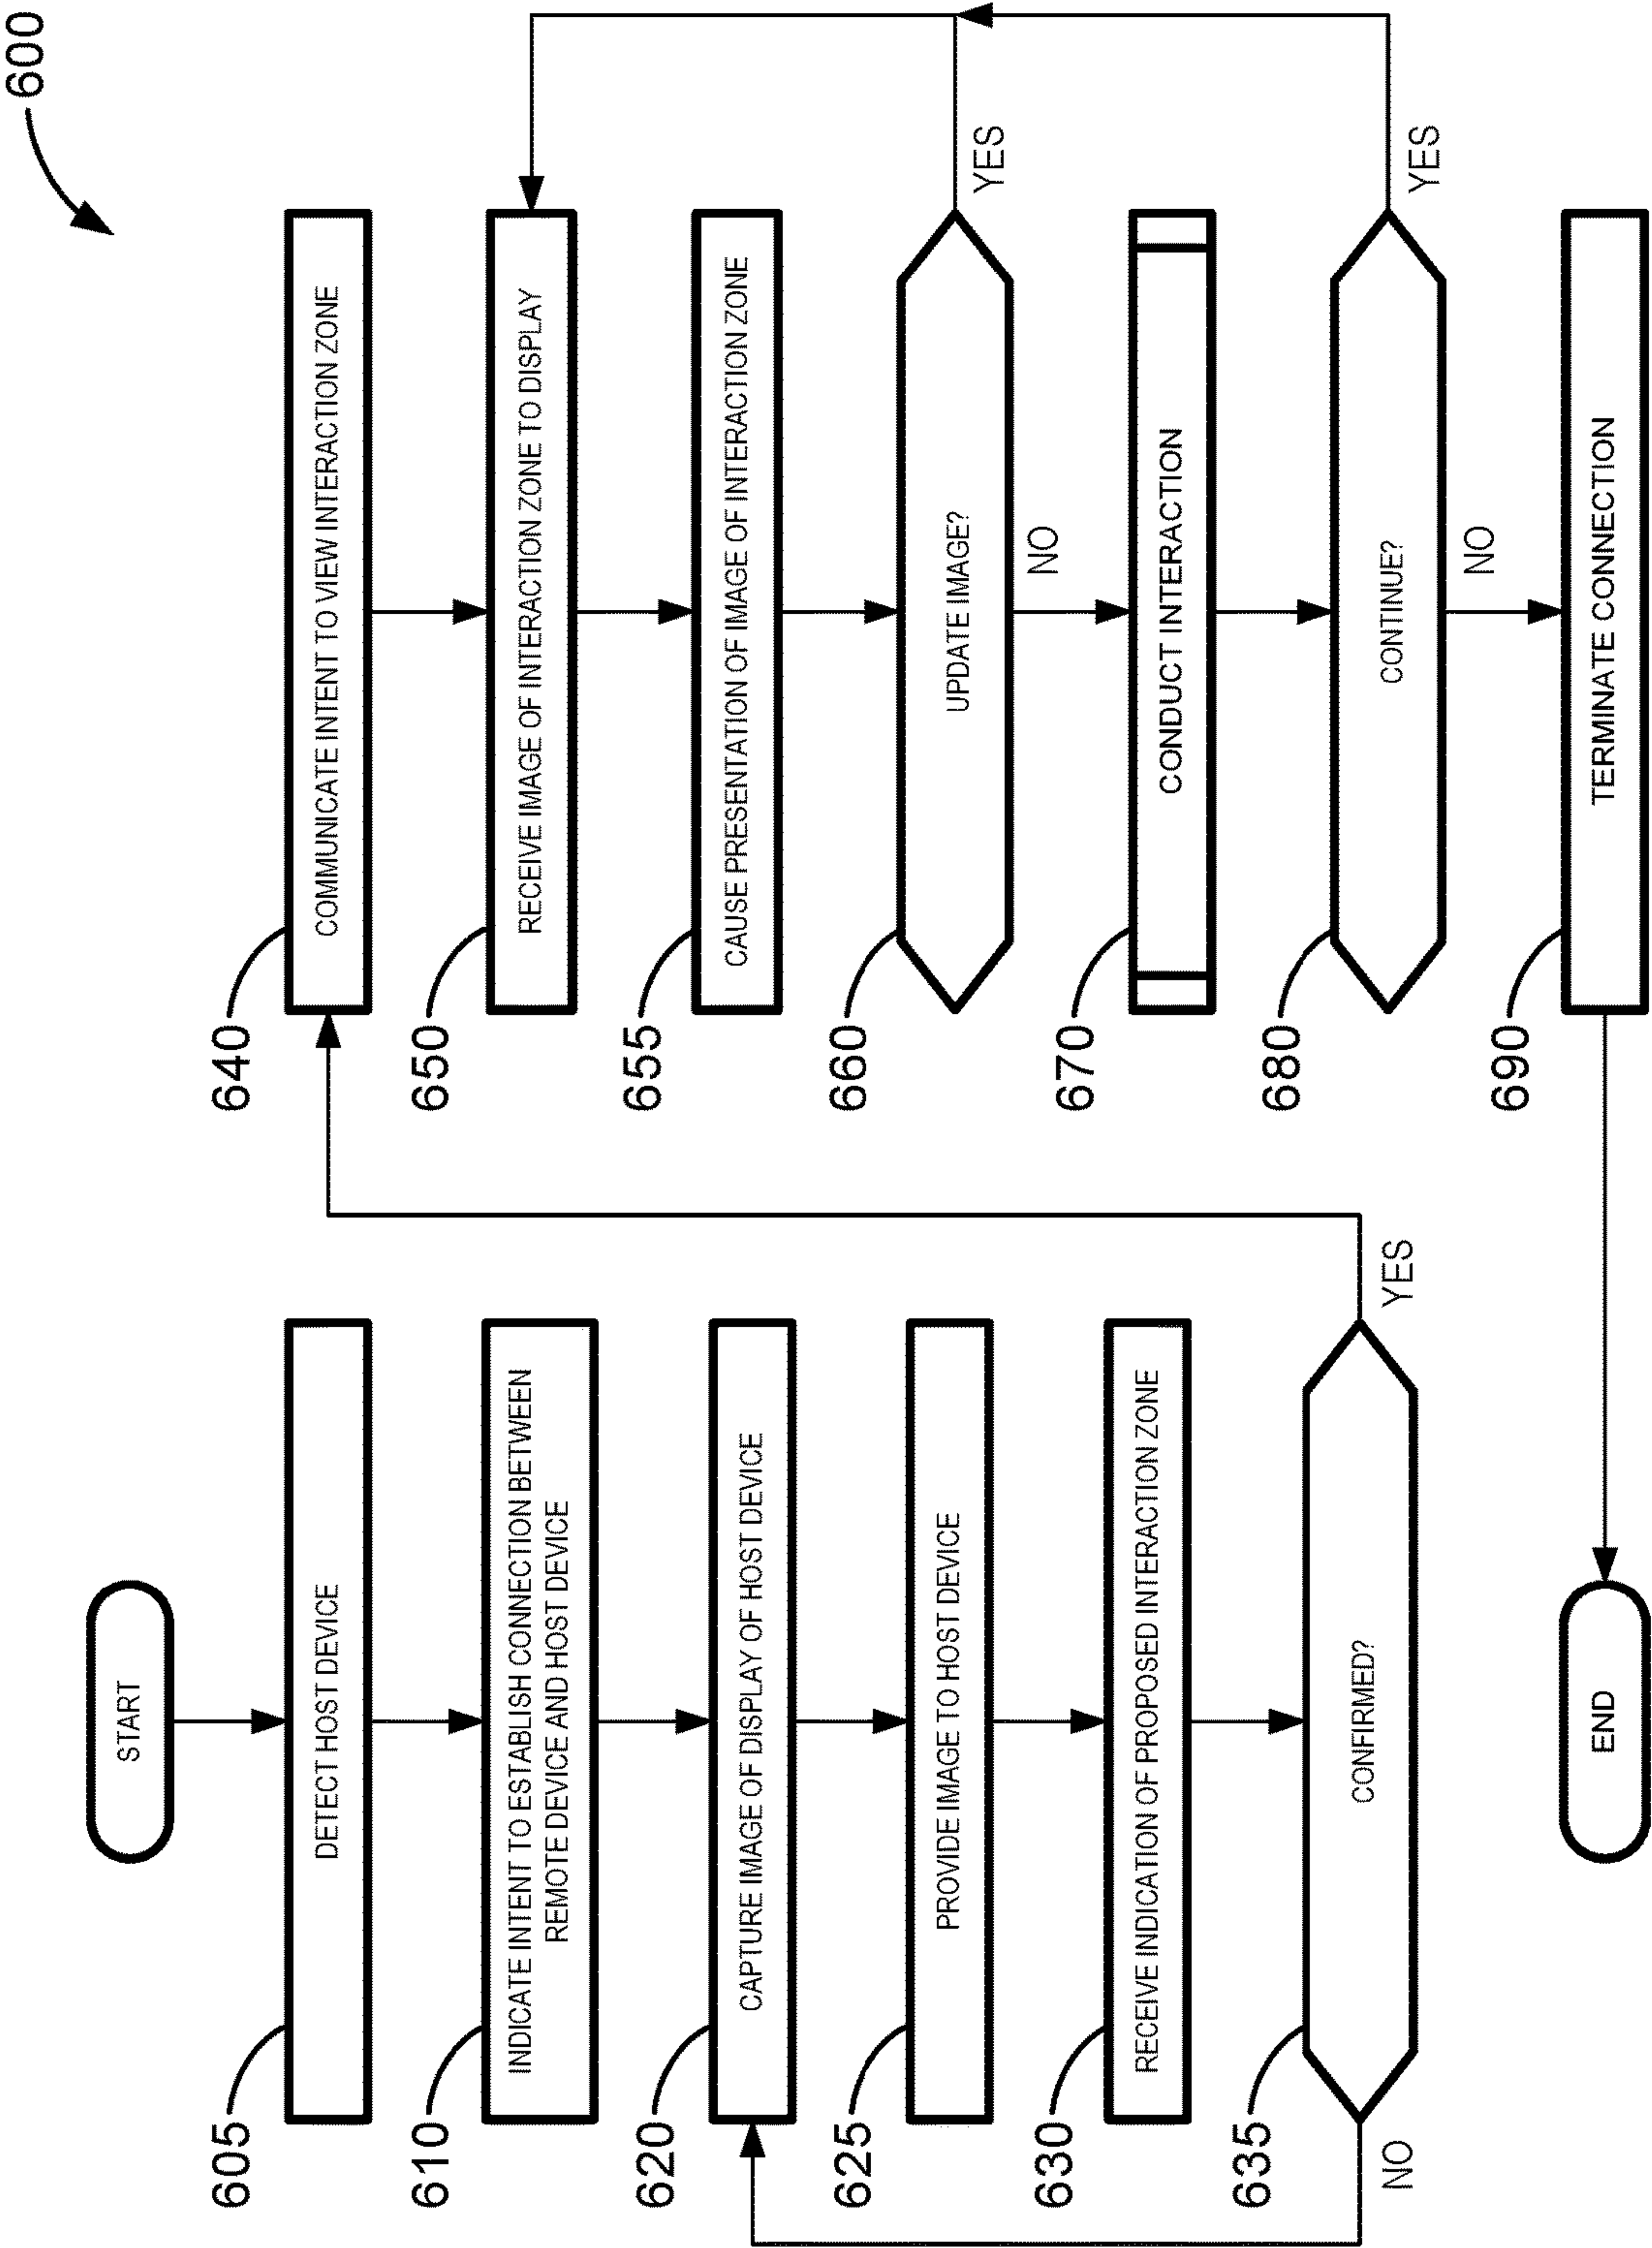 600
START
605
DETECT HOST DEVICE
610
INDICATE INTENT TO ESTABLISH CONNECTION BETWEEN
REMOTE DEVICE AND HOST DEVICE
620
CAPTURE IMAGE OF DISPLAY OF HOST DEVICE
625
PROVIDE IMAGE TO HOST DEVICE
630
RECEIVE INDICATION OF PROPOSED INTERACTION ZONE
635
CONFIRMED?
NO
YES
640
COMMUNICATE INTENT TO VIEW INTERACTION ZONE
650
RECEIVE IMAGE OF INTERACTION ZONE TO DISPLAY
655
CAUSE PRESENTATION OF IMAGE OF INTERACTION ZONE
660
UPDATE IMAGE?
YES
NO
670
CONDUCT INTERACTION
680
CONTINUE?
YES
NO
690
TERMINATE CONNECTION
END